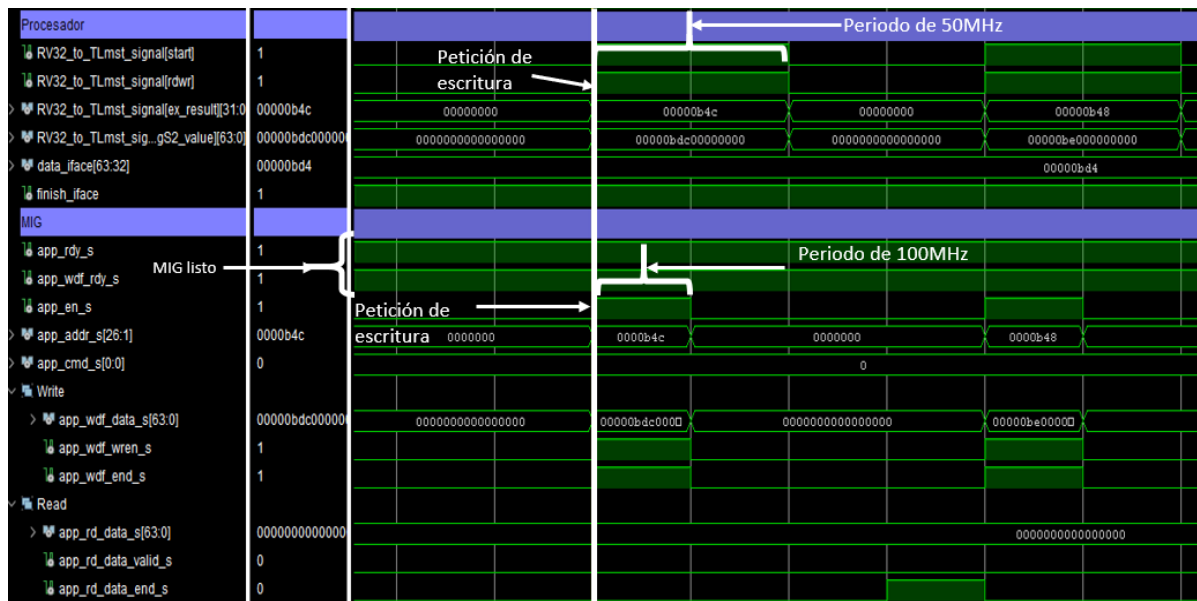 Procesador
Periodo de 50MHz
RV32_to_TLmst_signal[start] 1
Petición de
escritura
RV32_to_TLmst_signal[rdwr] 1
RV32_to_TLmst_signal[ex_result][31:0 00000b4c 00000000 00000b4c 00000000 00000b48
RV32_to_TLmst_sig...gS2_value][63:0] 00000bdc000000 0000000000000000 00000bdc00000000 0000000000000000 00000be000000000
data_iface[63:32] 00000bd4 00000bd4
finish_iface 1
MIG
app_rdy_s 1
Periodo de 100MHz
MIG listo
app_wdf_rdy_s 1
app_en_s 1
Petición de
escritura
app_addr_s[26:1] 0000b4c 0000000 0000b4c 0000000 0000b48
app_cmd_s[0:0] 0 0
Write
app_wdf_data_s[63:0] 00000bdc000000 0000000000000000 00000bdc000 0000000000000000 00000be0000
app_wdf_wren_s 1
app_wdf_end_s 1
Read
app_rd_data_s[63:0] 0000000000000 0000000000000000
app_rd_data_valid_s 0
app_rd_data_end_s 0